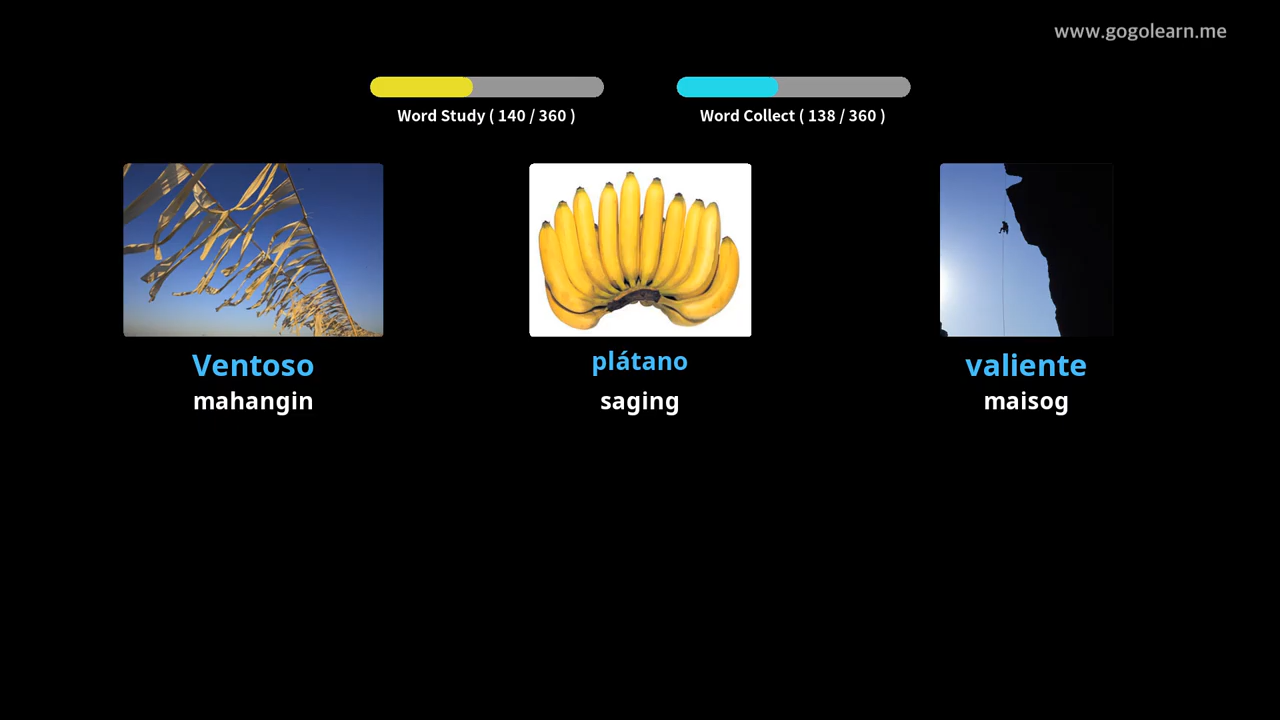 www.gogolearn.me
Word Study ( 140 / 360 )
Word Collect ( 138 / 360 )
Ventoso
mahangin
plátano
saging
valiente
maisog